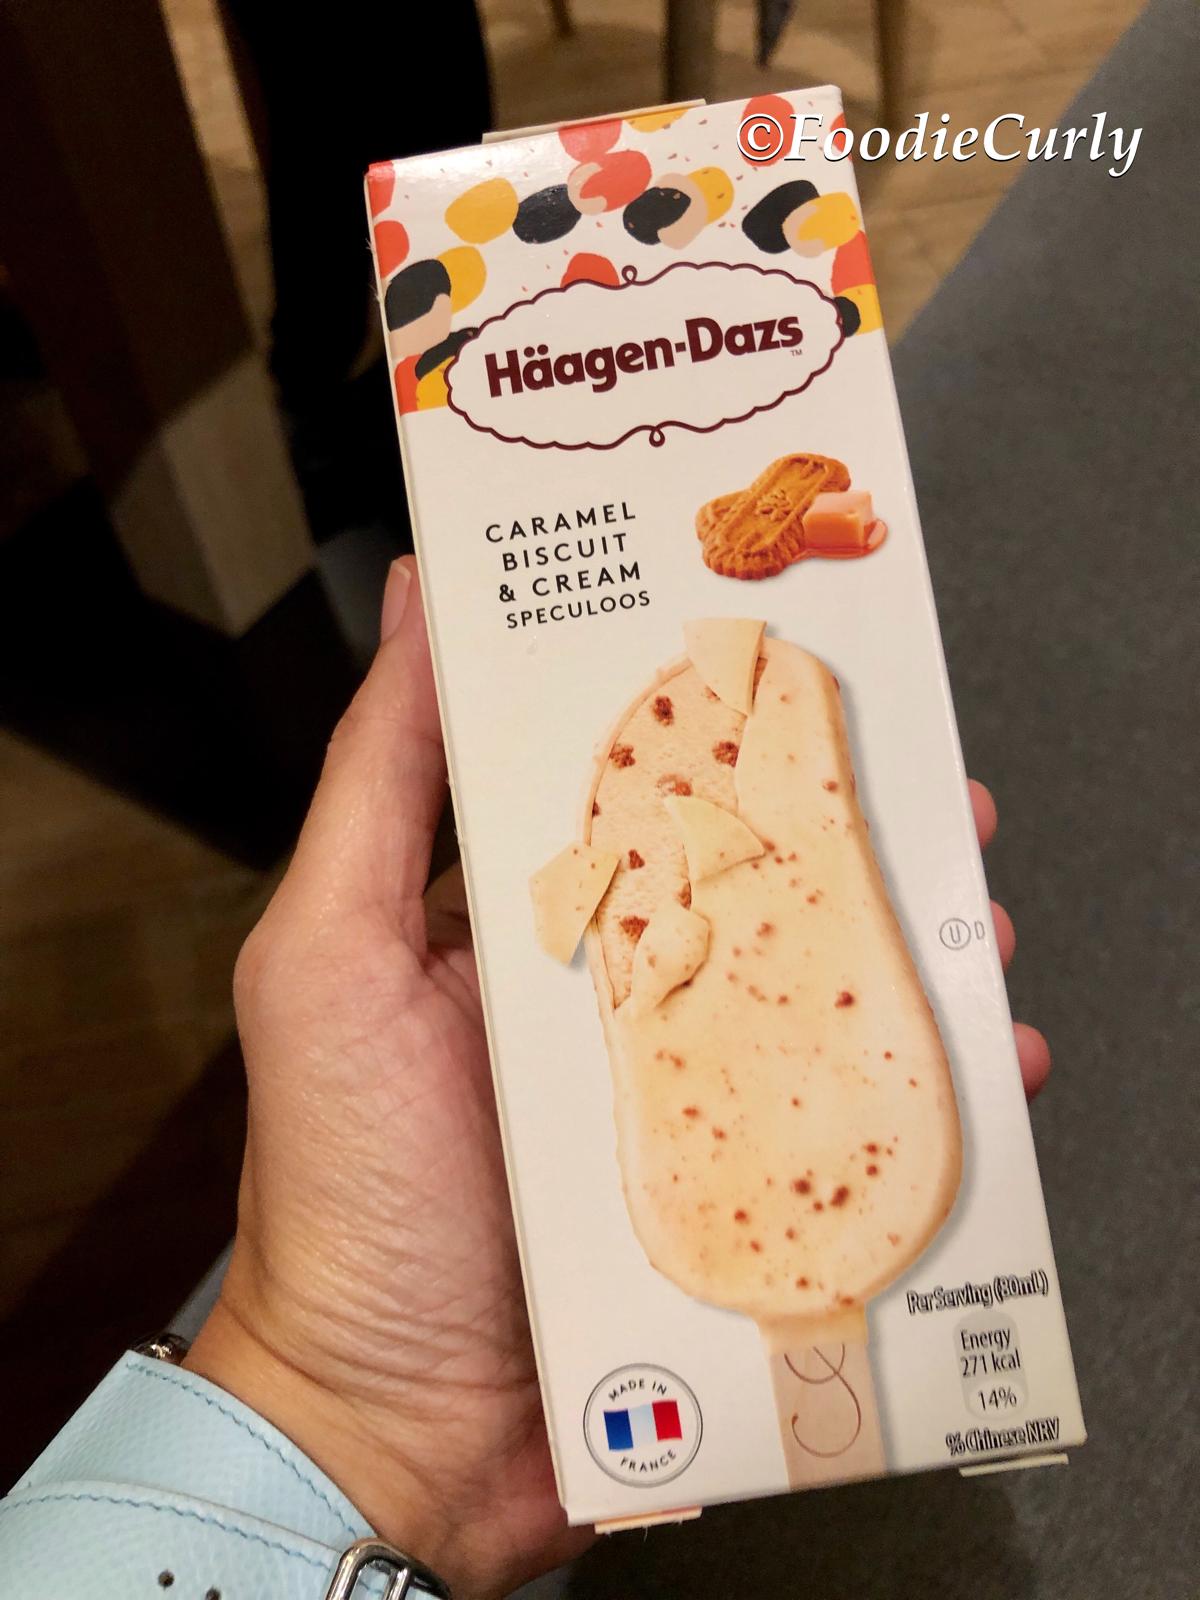 ©FoodieCurly
Häagen-Dazs
™
CARAMEL
BISCUIT
& CREAM
SPECULOOS
U D
Per Serving (80mL)
Energy
271 kcal
14%
% Chinese NRV
MADE IN
FRANCE